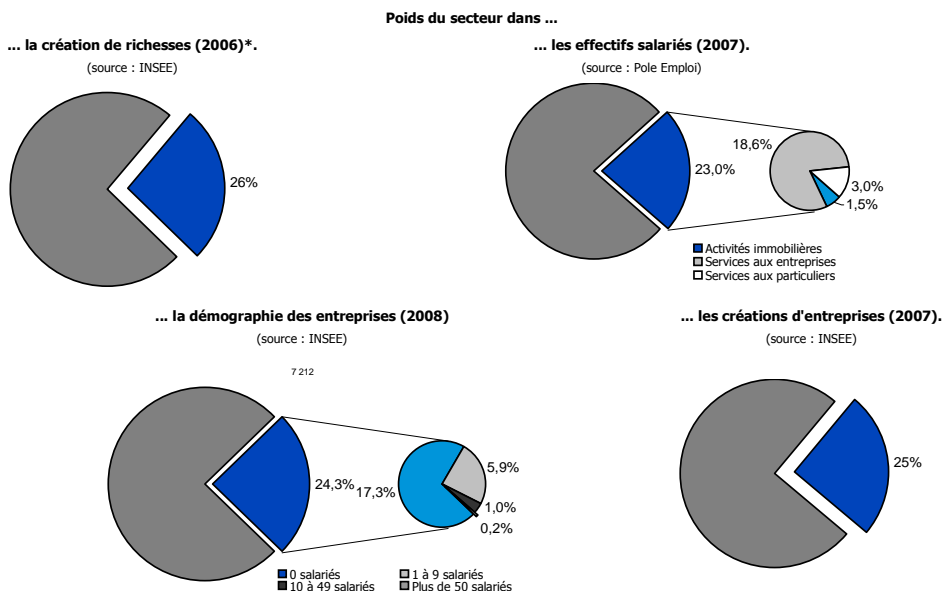 Poids du secteur dans ...
... la création de richesses (2006)*.
(source : INSEE)
26%
... les effectifs salariés (2007).
(source : Pole Emploi)
18,6%
23,0%
3,0%
1,5%
Activités immobilières
Services aux entreprises
Services aux particuliers
... la démographie des entreprises (2008)
(source : INSEE)
7 212
24,3%
17,3%
5,9%
1,0%
0,2%
0 salariés
1 à 9 salariés
10 à 49 salariés
Plus de 50 salariés
... les créations d'entreprises (2007).
(source : INSEE)
25%